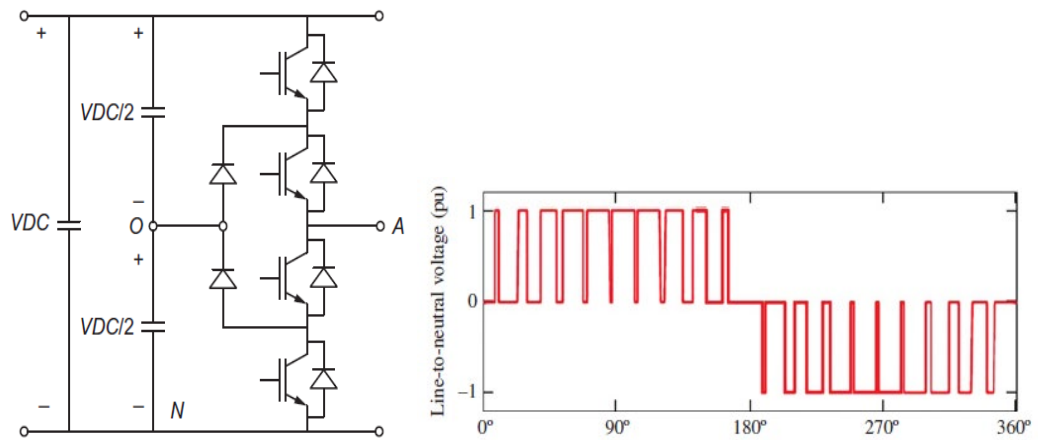 + +
VDC/2
–
VDC O A
+
VDC/2
– – N
Line-to-neutral voltage (pu)
1
0
–1
0º 90º 180º 270º 360º